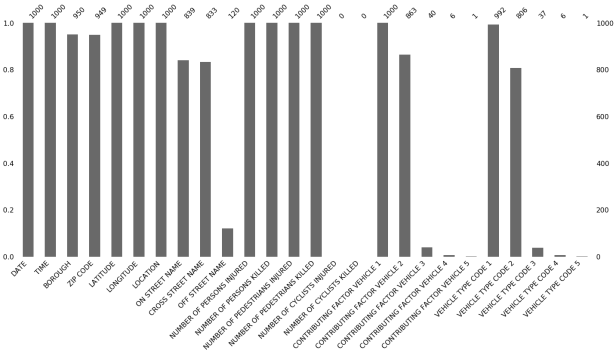 1000 1000 950 949 1000 1000 1000 839 833 120 1000 1000 1000 1000 0 0 1000 863 40 6 1 992 806 37 6 1
1.0 1000
0.8 800
0.6 600
0.4 400
0.2 200
0.0 0
DATE
TIME
BOROUGH
ZIP CODE
LATITUDE
LONGITUDE
LOCATION
ON STREET NAME
CROSS STREET NAME
OFF STREET NAME
NUMBER OF PERSONS INJURED
NUMBER OF PERSONS KILLED
NUMBER OF PEDESTRIANS INJURED
NUMBER OF PEDESTRIANS KILLED
NUMBER OF CYCLISTS INJURED
NUMBER OF CYCLISTS KILLED
CONTRIBUTING FACTOR VEHICLE 1
CONTRIBUTING FACTOR VEHICLE 2
CONTRIBUTING FACTOR VEHICLE 3
CONTRIBUTING FACTOR VEHICLE 4
CONTRIBUTING FACTOR VEHICLE 5
VEHICLE TYPE CODE 1
VEHICLE TYPE CODE 2
VEHICLE TYPE CODE 3
VEHICLE TYPE CODE 4
VEHICLE TYPE CODE 5